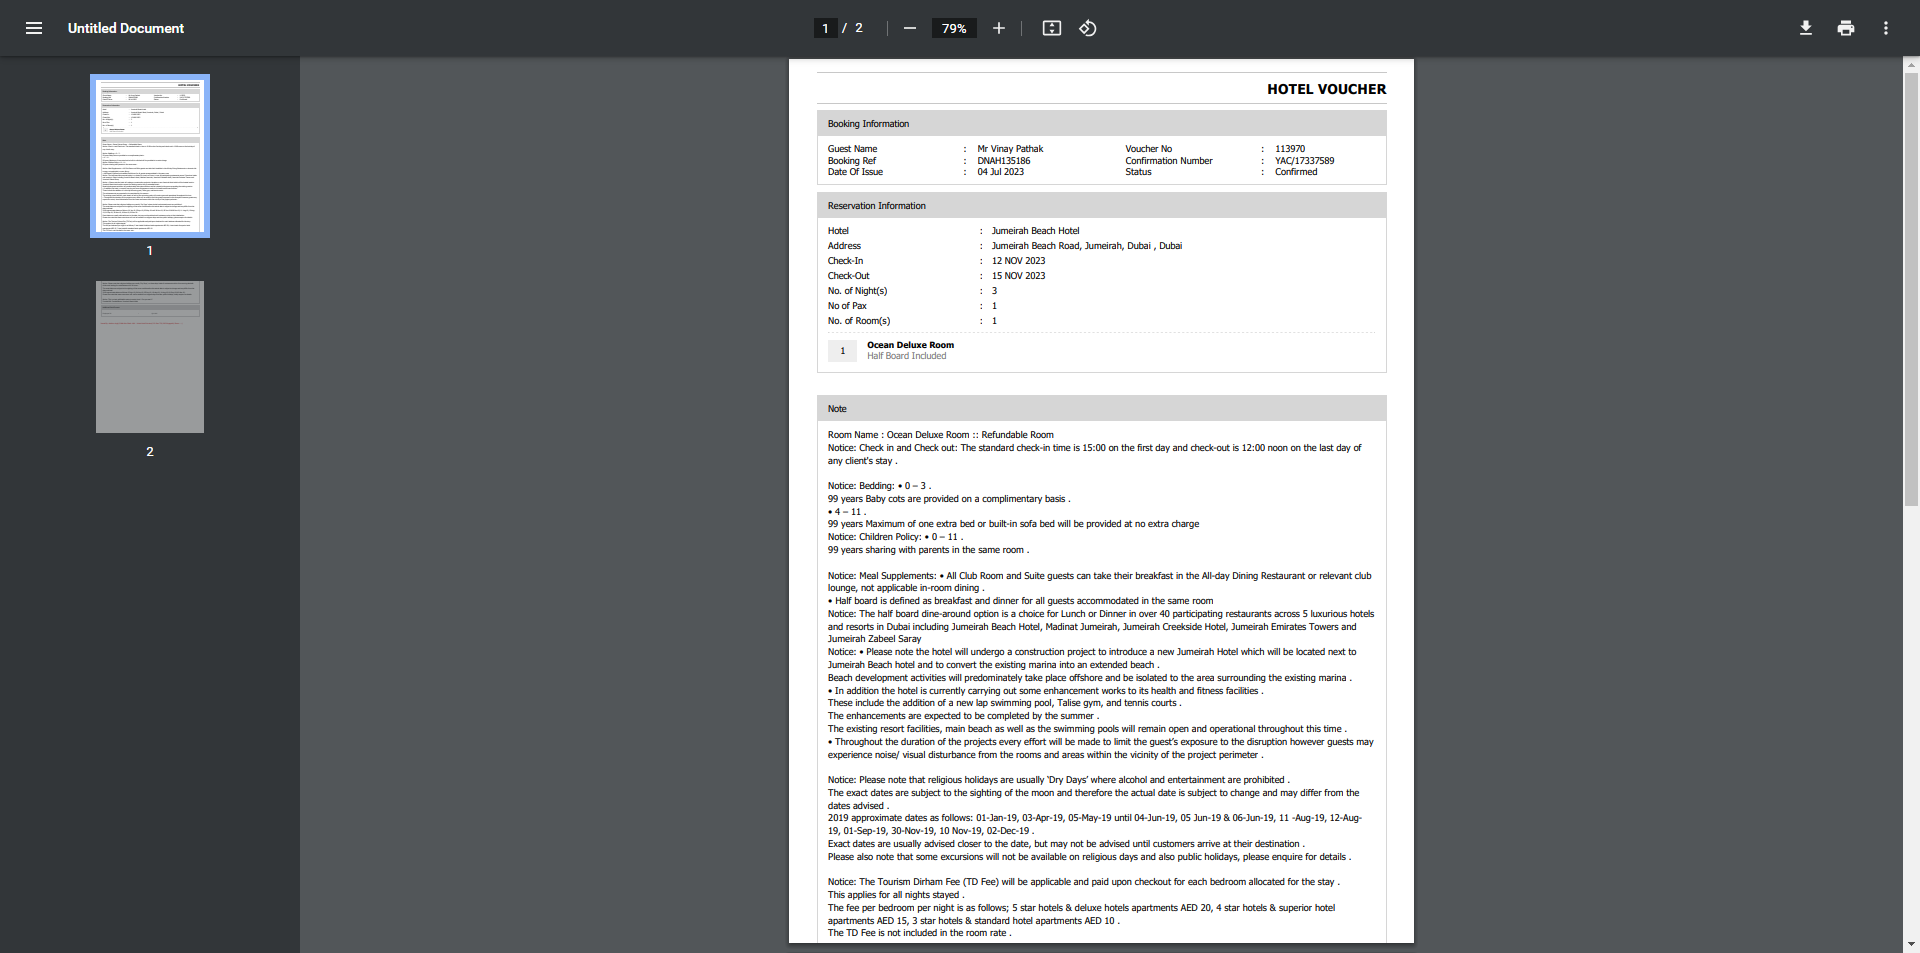 Untitled Document
1 / 2
79%
1
2
HOTEL VOUCHER
Booking Information
Guest Name : Mr Vinay Pathak Voucher No : 113970
Booking Ref : DNAH135186 Confirmation Number : YAC/17337589
Date Of Issue : 04 Jul 2023 Status : Confirmed
Reservation Information
Hotel : Jumeirah Beach Hotel
Address : Jumeirah Beach Road, Jumeirah, Dubai , Dubai
Check-In : 12 NOV 2023
Check-Out : 15 NOV 2023
No. of Night(s) : 3
No of Pax : 1
No. of Room(s) : 1
1 Ocean Deluxe Room
Half Board Included
Note
Room Name : Ocean Deluxe Room :: Refundable Room
Notice: Check in and Check out: The standard check-in time is 15:00 on the first day and check-out is 12:00 noon on the last day of
any client's stay .
Notice: Bedding: • 0 – 3 .
99 years Baby cots are provided on a complimentary basis .
• 4 – 11 .
99 years Maximum of one extra bed or built-in sofa bed will be provided at no extra charge
Notice: Children Policy: • 0 – 11 .
99 years sharing with parents in the same room .
Notice: Meal Supplements: • All Club Room and Suite guests can take their breakfast in the All-day Dining Restaurant or relevant club
lounge, not applicable in-room dining .
• Half board is defined as breakfast and dinner for all guests accommodated in the same room
Notice: The half board dine-around option is a choice for Lunch or Dinner in over 40 participating restaurants across 5 luxurious hotels
and resorts in Dubai including Jumeirah Beach Hotel, Madinat Jumeirah, Jumeirah Creekside Hotel, Jumeirah Emirates Towers and
Jumeirah Zabeel Saray
Notice: • Please note the hotel will undergo a construction project to introduce a new Jumeirah Hotel which will be located next to
Jumeirah Beach hotel and to convert the existing marina into an extended beach .
Beach development activities will predominately take place offshore and be isolated to the area surrounding the existing marina .
• In addition the hotel is currently carrying out some enhancement works to its health and fitness facilities .
These include the addition of a new lap swimming pool, Talise gym, and tennis courts .
The enhancements are expected to be completed by the summer .
The existing resort facilities, main beach as well as the swimming pools will remain open and operational throughout this time .
• Throughout the duration of the projects every effort will be made to limit the guest's exposure to the disruption however guests may
experience noise/ visual disturbance from the rooms and areas within the vicinity of the project perimeter .
Notice: Please note that religious holidays are usually 'Dry Days' where alcohol and entertainment are prohibited .
The exact dates are subject to the sighting of the moon and therefore the actual date is subject to change and may differ from the
dates advised .
2019 approximate dates as follows: 01-Jan-19, 03-Apr-19, 05-May-19 until 04-Jun-19, 05 Jun-19 & 06-Jun-19, 11 -Aug-19, 12-Aug-
19, 01-Sep-19, 30-Nov-19, 10 Nov-19, 02-Dec-19 .
Exact dates are usually advised closer to the date, but may not be advised until customers arrive at their destination .
Please also note that some excursions will not be available on religious days and also public holidays, please enquire for details .
Notice: The Tourism Dirham Fee (TD Fee) will be applicable and paid upon checkout for each bedroom allocated for the stay .
This applies for all nights stayed .
The fee per bedroom per night is as follows; 5 star hotels & deluxe hotels apartments AED 20, 4 star hotels & superior hotel
apartments AED 15, 3 star hotels & standard hotel apartments AED 10 .
The TD Fee is not included in the room rate .